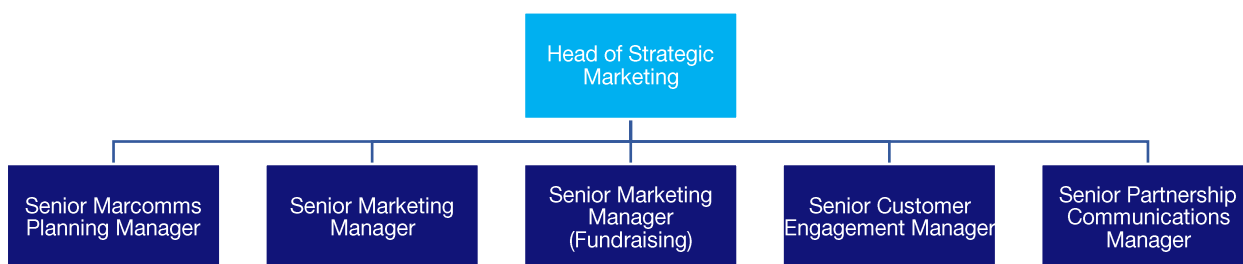 Head of Strategic
Marketing
Senior Marcomms
Planning Manager
Senior Marketing
Manager
Senior Marketing
Manager
(Fundraising)
Senior Customer
Engagement Manager
Senior Partnership
Communications
Manager